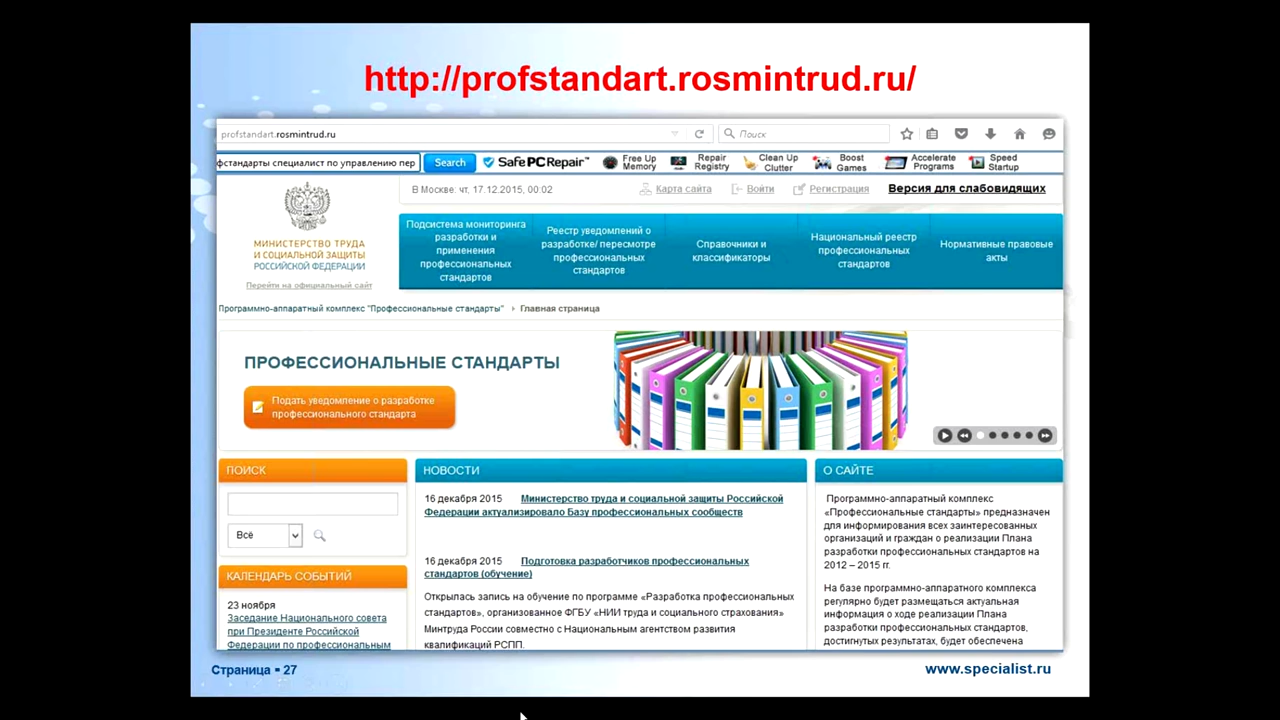 http://profstandart.rosmintrud.ru/
profstandart.rosmintrud.ru
Поиск
фстандарты специалист по управлению пер
Search
SafePCRepair™
Free Up
Memory
Repair
Registry
Clean Up
Clutter
Boost
Games
Accelerate
Programs
Speed
Startup
В Москве: чт, 17.12.2015, 00:02
Карта сайта
Войти
Регистрация
Версия для слабовидящих
МИНИСТЕРСТВО ТРУДА
И СОЦИАЛЬНОЙ ЗАЩИТЫ
РОССИЙСКОЙ ФЕДЕРАЦИИ
Перейти на официальный сайт
Подсистема мониторинга
разработки и
применения
профессиональных
стандартов
Реестр уведомлений о
разработке/ пересмотре
профессиональных
стандартов
Справочники и
классификаторы
Национальный реестр
профессиональных
стандартов
Нормативные правовые
акты
Программно-аппаратный комплекс "Профессиональные стандарты"
Главная страница
ПРОФЕССИОНАЛЬНЫЕ СТАНДАРТЫ
Подать уведомление о разработке
профессионального стандарта
ПОИСК
Все
КАЛЕНДАРЬ СОБЫТИЙ
23 ноября
Заседание Национального совета
при Президенте Российской
Федерации по профессиональным
НОВОСТИ
16 декабря 2015 Министерство труда и социальной защиты Российской
Федерации актуализировало Базу профессиональных сообществ
16 декабря 2015 Подготовка разработчиков профессиональных
стандартов (обучение)
Открылась запись на обучение по программе «Разработка профессиональных
стандартов», организованное ФГБУ «НИИ труда и социального страхования»
Минтруда России совместно с Национальным агентством развития
квалификаций РСПП.
О САЙТЕ
Программно-аппаратный комплекс
«Профессиональные стандарты» предназначен
для информирования всех заинтересованных
организаций и граждан о реализации Плана
разработки профессиональных стандартов на
2012 – 2015 гг.
На базе программно-аппаратного комплекса
регулярно будет размещаться актуальная
информация о ходе реализации Плана
разработки профессиональных стандартов,
достигнутых результатах, будет обеспечена
Страница ▪ 27
www.specialist.ru